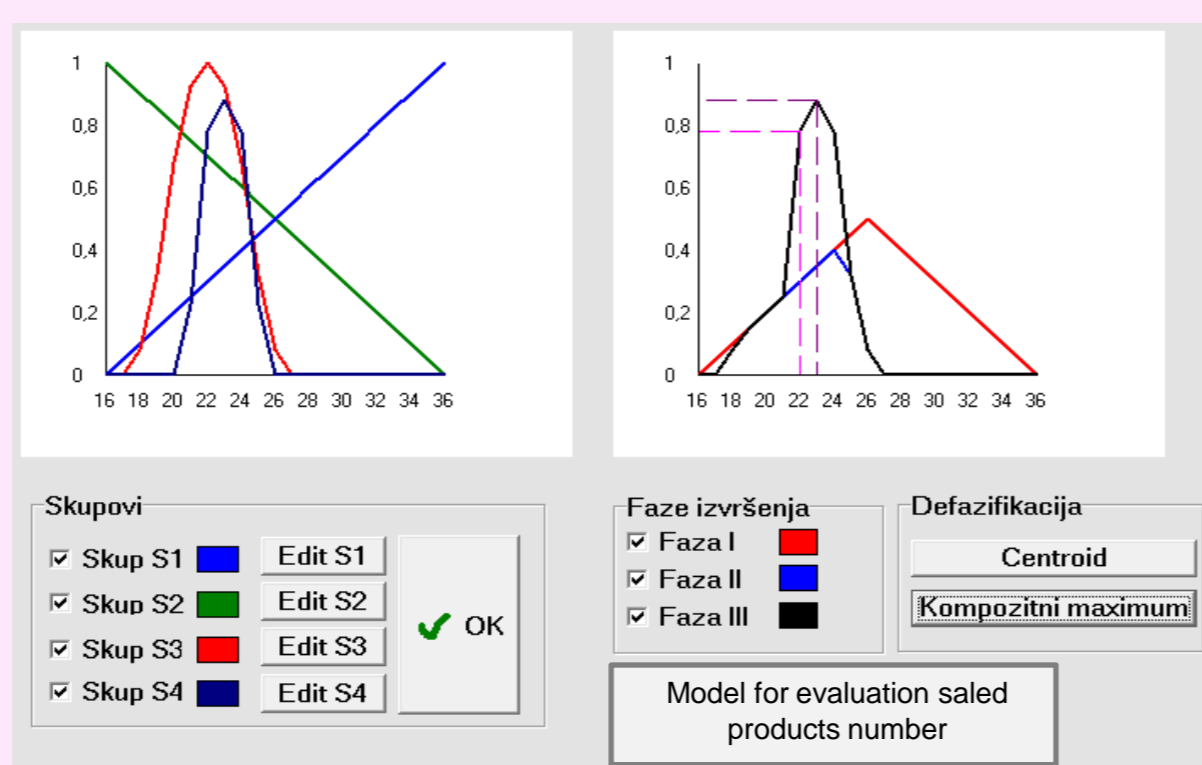 1
0,8
0,6
0,4
0,2
0
16 18 20 22 24 26 28 30 32 34 36
1
0,8
0,6
0,4
0,2
0
16 18 20 22 24 26 28 30 32 34 36
Skupovi
Skup S1 Edit S1
Skup S2 Edit S2
Skup S3 Edit S3
Skup S4 Edit S4
OK
Faze izvršenja
Faza I
Faza II
Faza III
Defazifikacija
Centroid
Kompozitni maximum
Model for evaluation saled
products number